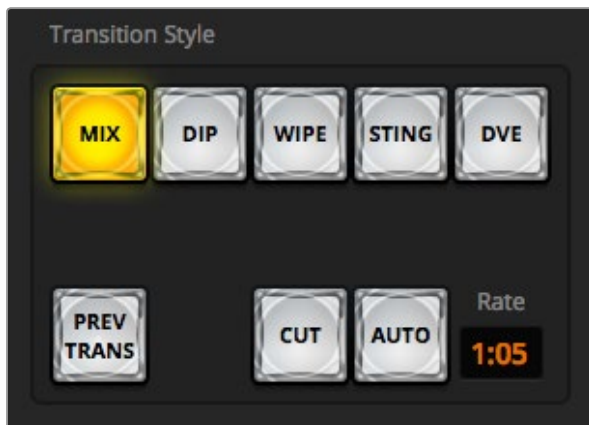 Transition Style
MIX DIP WIPE STING DVE
PREV
TRANS
CUT AUTO
Rate
1:05